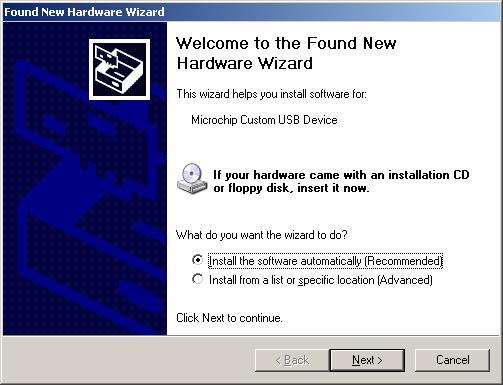 Found New Hardware Wizard
Welcome to the Found New
Hardware Wizard
This wizard helps you install software for:
Microchip Custom USB Device
If your hardware came with an installation CD
or floppy disk, insert it now.
What do you want the wizard to do?
Install the software automatically (Recommended)
Install from a list or specific location (Advanced)
Click Next to continue.
< Back Next > Cancel